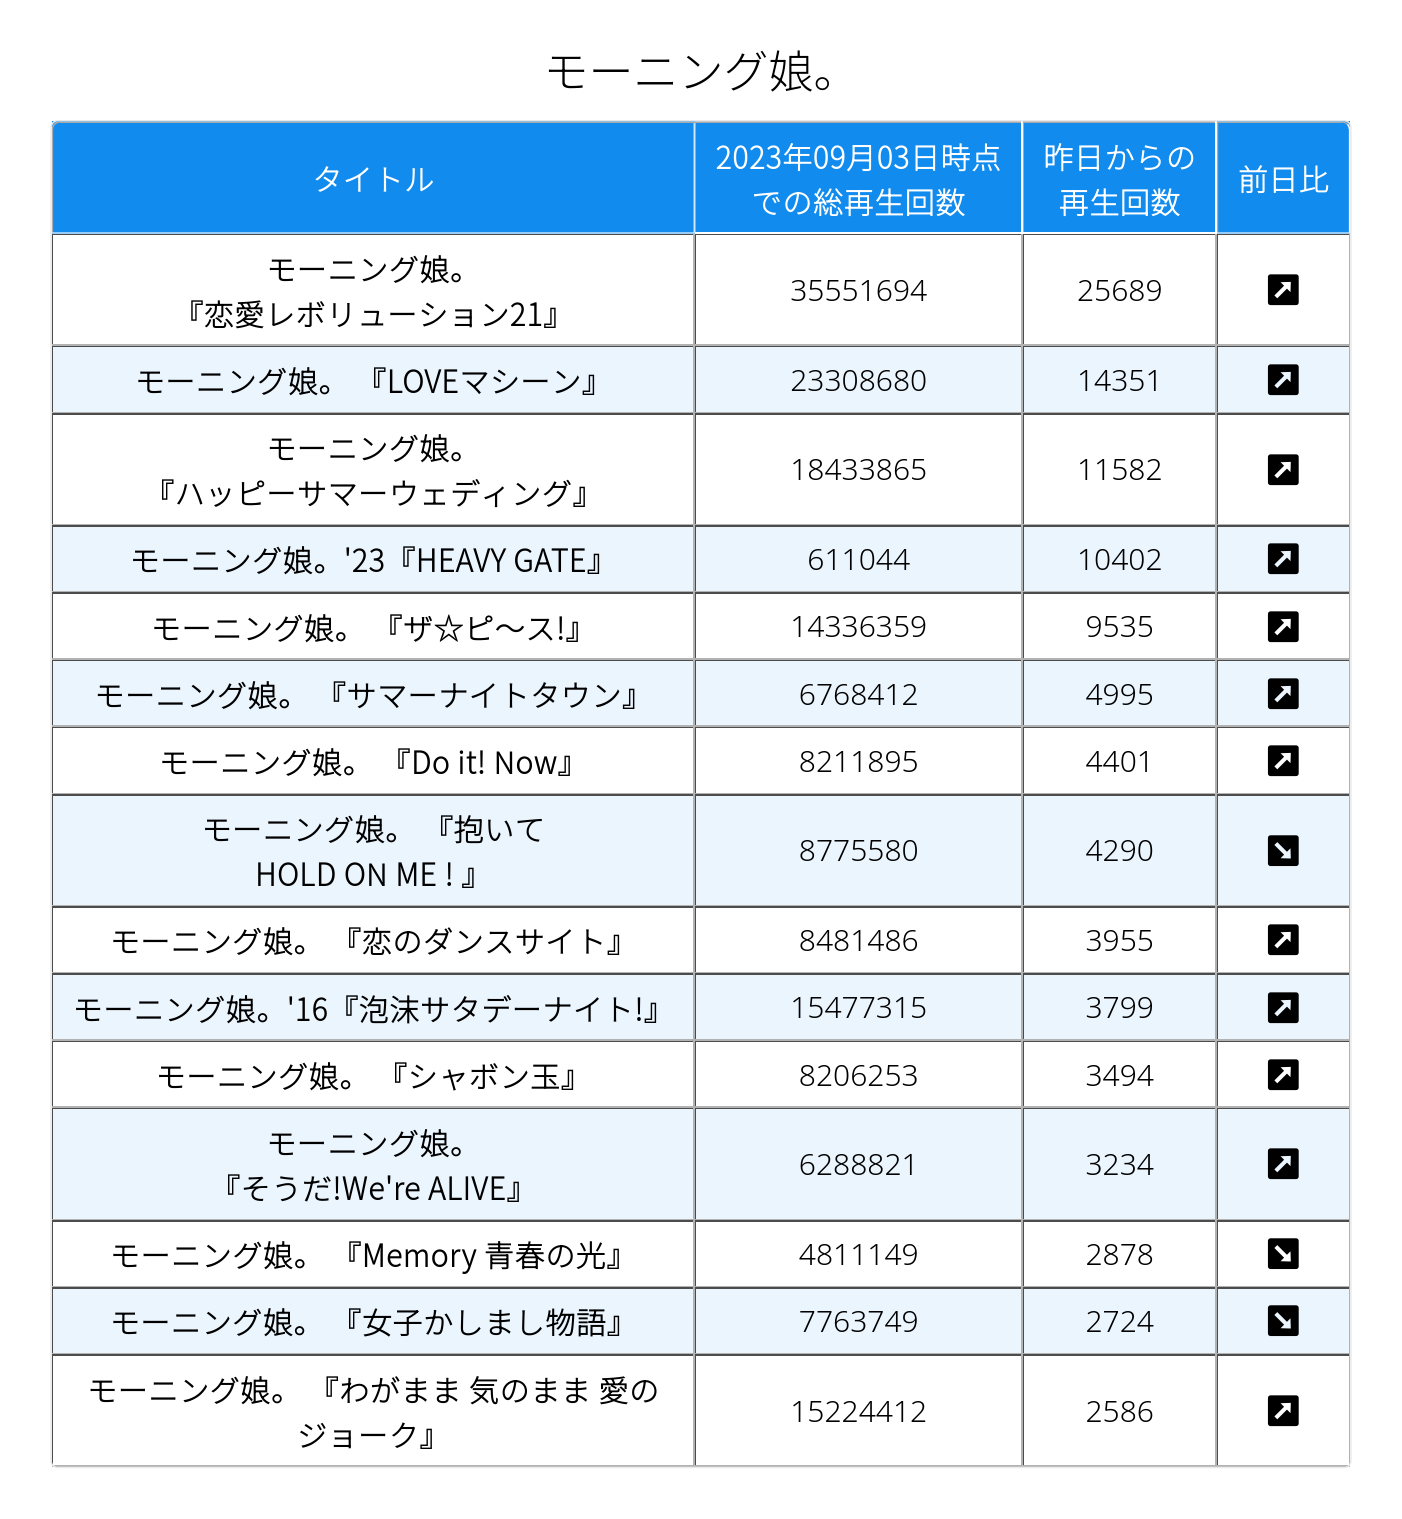 モーニング娘。
タイトル
2023年09月03日時点
での総再生回数
昨日からの
再生回数
前日比
モーニング娘。
『恋愛レボリューション21』
35551694
25689
モーニング娘。 『LOVEマシーン』
23308680
14351
モーニング娘。
『ハッピーサマーウェディング』
18433865
11582
モーニング娘。'23『HEAVY GATE』
611044
10402
モーニング娘。 『ザ☆ピ〜ス!』
14336359
9535
モーニング娘。 『サマーナイトタウン』
6768412
4995
モーニング娘。 『Do it! Now』
8211895
4401
モーニング娘。 『抱いて
HOLD ON ME ! 』
8775580
4290
モーニング娘。 『恋のダンスサイト』
8481486
3955
モーニング娘。'16『泡沫サタデーナイト!』
15477315
3799
モーニング娘。 『シャボン玉』
8206253
3494
モーニング娘。
『そうだ!We're ALIVE』
6288821
3234
モーニング娘。 『Memory 青春の光』
4811149
2878
モーニング娘。 『女子かしまし物語』
7763749
2724
モーニング娘。 『わがまま 気のまま 愛の
ジョーク』
15224412
2586